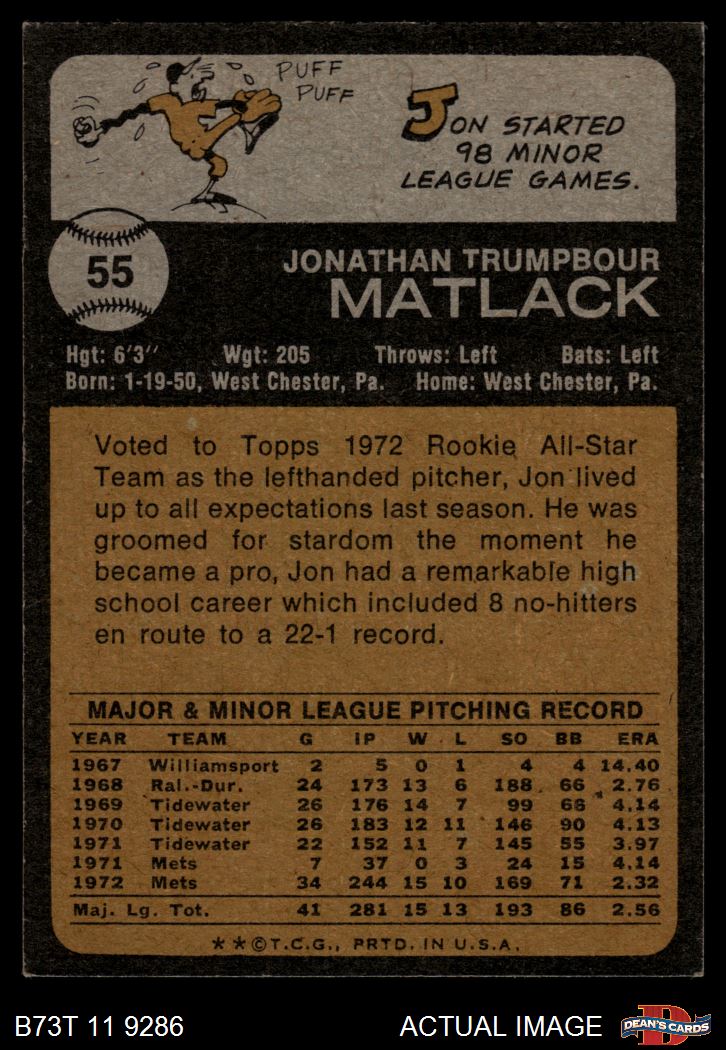 PUFF
PUFF
JON STARTED
98 MINOR
LEAGUE GAMES.
55
JONATHAN TRUMPBOUR
MATLACK
Hgt: 6'3" Wgt: 205 Throws: Left Bats: Left
Born: 1-19-50, West Chester, Pa. Home: West Chester, Pa.
Voted to Topps 1972 Rookie All-Star
Team as the lefthanded pitcher, Jon lived
up to all expectations last season. He was
groomed for stardom the moment he
became a pro, Jon had a remarkable high
school career which included 8 no-hitters
en route to a 22-1 record.
MAJOR & MINOR LEAGUE PITCHING RECORD
YEAR TEAM G IP W L SO BB ERA
1967 Williamsport 2 5 0 1 4 4 14.40
1968 Ral.-Dur. 24 173 13 6 188 66 2.76
1969 Tidewater 26 176 14 7 99 68 4.14
1970 Tidewater 26 183 12 11 146 90 4.13
1971 Tidewater 22 152 11 7 145 55 3.97
1971 Mets 7 37 0 3 24 15 4.14
1972 Mets 34 244 15 10 169 71 2.32
Maj. Lg. Tot. 41 281 15 13 193 86 2.56
**©T.C.G., PRTD. IN U.S.A.
B73T 11 9286 ACTUAL IMAGE
D
DEAN'S CARDS